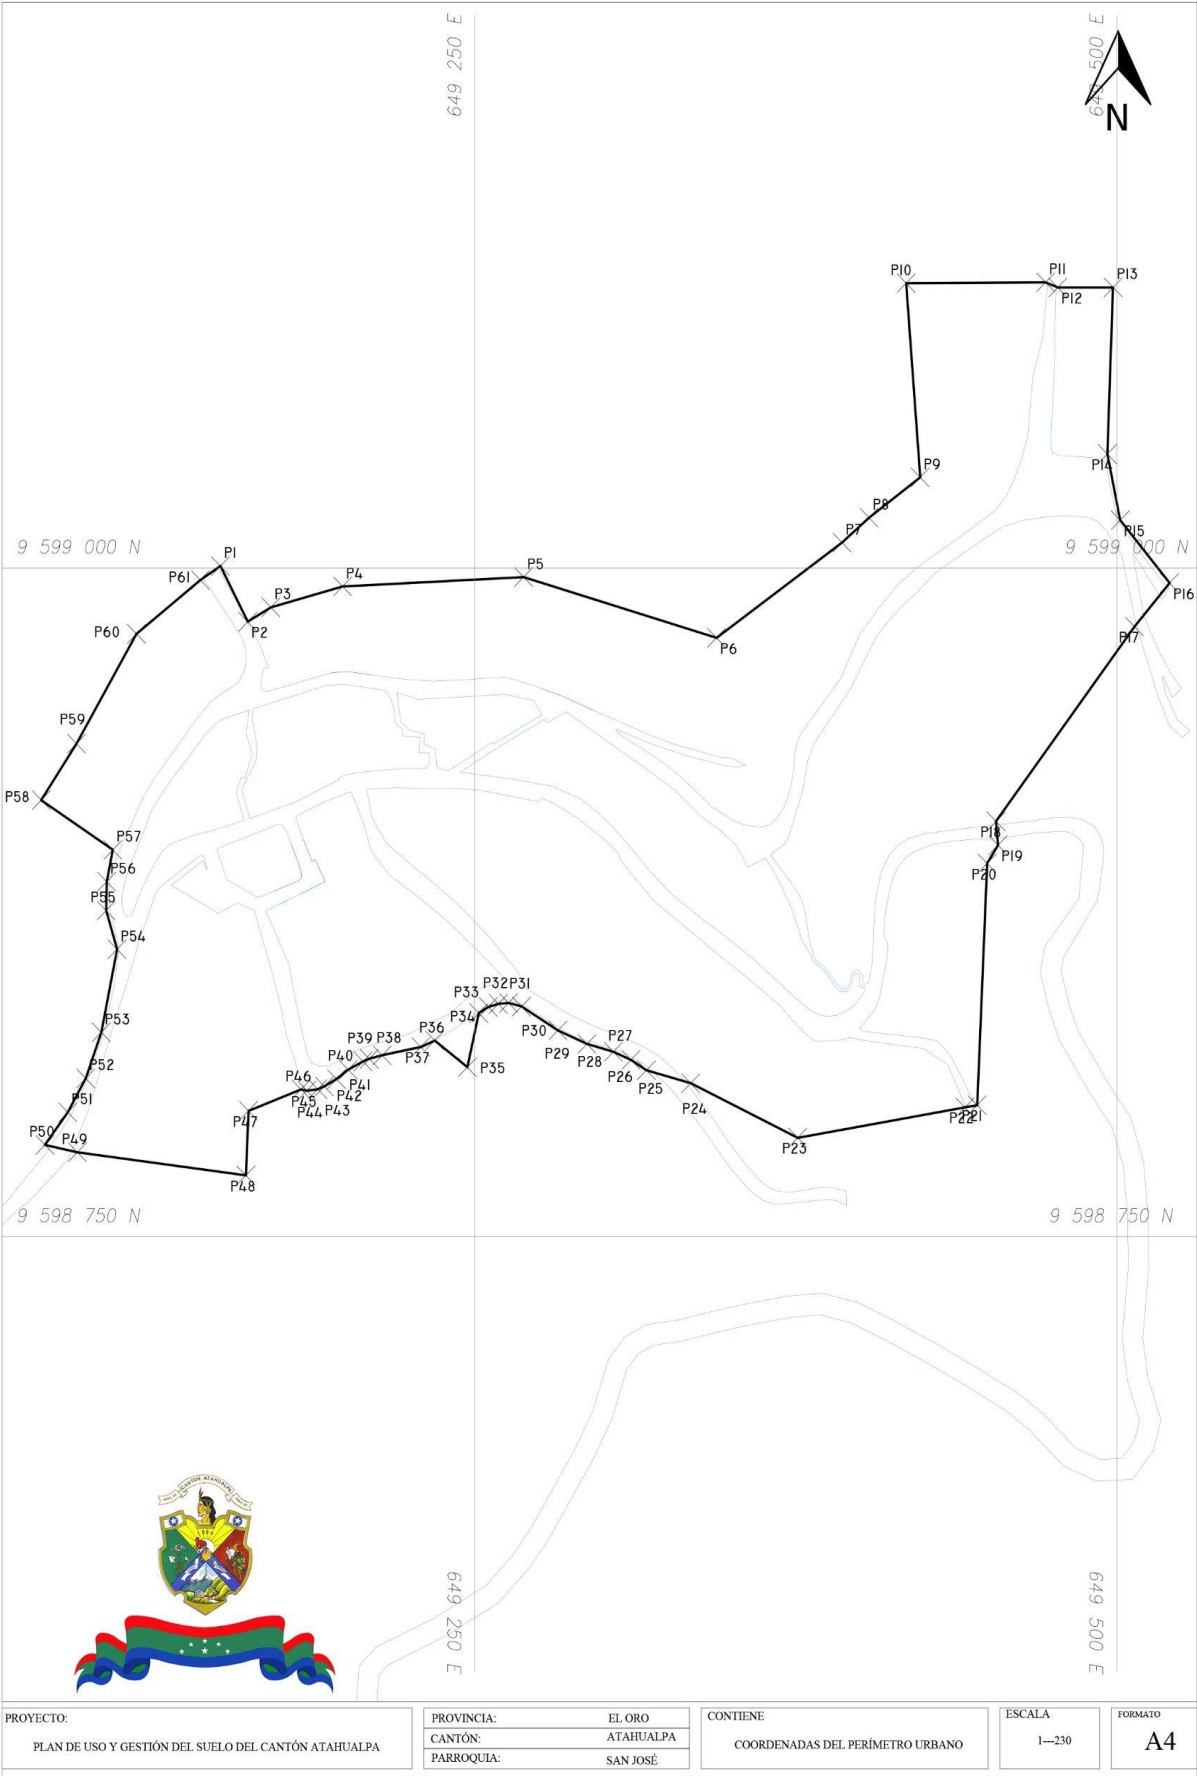 649 250 E
649 500 E
N
P10
P11
P12
P13
P9
P14
P8
P7
P15
9 599 000 N
9 599 000 N
P1
P61
P5
P4
P3
P16
P2
P60
P6
P17
P59
P58
P18
P57
P19
P56
P20
P55
P54
P33
P32
P31
P34
P53
P30
P36
P27
P29
P28
P39
P38
P37
P40
P26
P35
P52
P41
P25
P46
P42
P24
P45
P44
P43
P51
P47
P22
P21
P50
P49
P23
P48
9 598 750 N
9 598 750 N
CANTON ATAHUALPA
649 250 E
649 500 E
PROYECTO:
PLAN DE USO Y GESTIÓN DEL SUELO DEL CANTÓN ATAHUALPA
PROVINCIA: EL ORO
CANTÓN: ATAHUALPA
PARROQUIA: SAN JOSÉ
CONTIENE
COORDENADAS DEL PERÍMETRO URBANO
ESCALA
1---230
FORMATO
A4